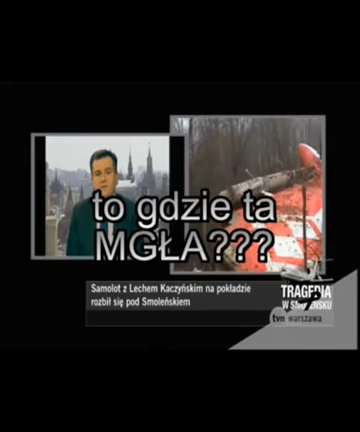 to gdzie ta
MGŁA???
Samolot z Lechem Kaczyńskim na pokładzie
rozbił się pod Smoleńskiem
TRAGEDIA
W SMOLEŃSKU
tvn warszawa